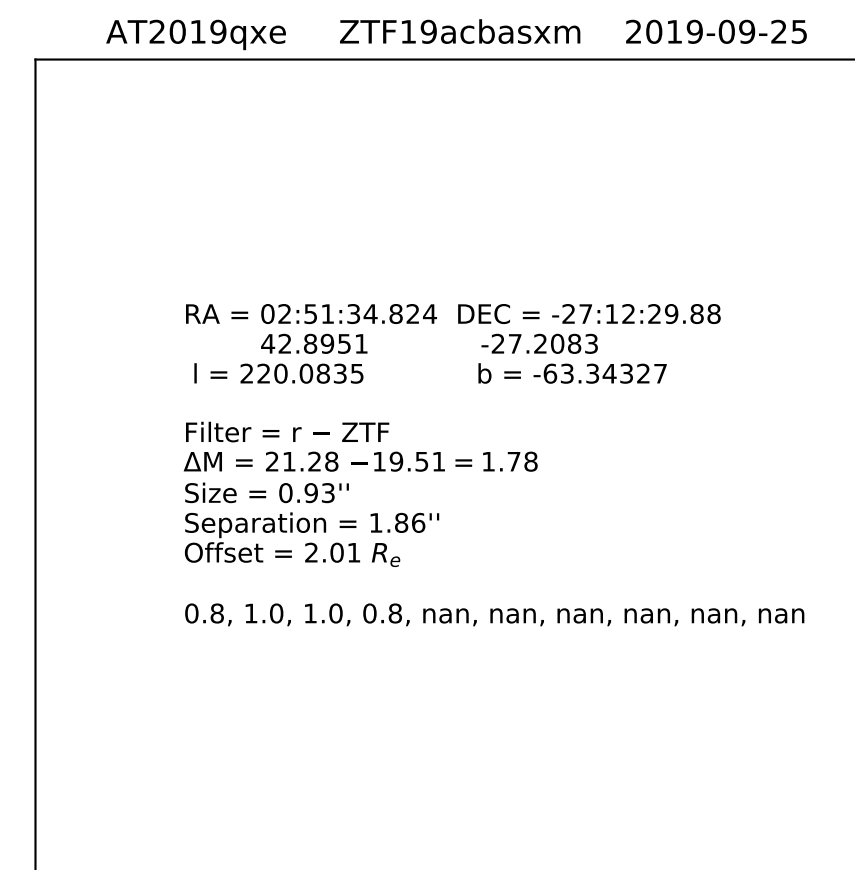 AT2019qxe ZTF19acbasxm 2019-09-25
RA = 02:51:34.824 DEC = -27:12:29.88
42.8951 -27.2083
l = 220.0835 b = -63.34327
Filter = r − ZTF
ΔM = 21.28 −19.51 = 1.78
Size = 0.93''
Separation = 1.86''
Offset = 2.01 Rₑ
0.8, 1.0, 1.0, 0.8, nan, nan, nan, nan, nan, nan